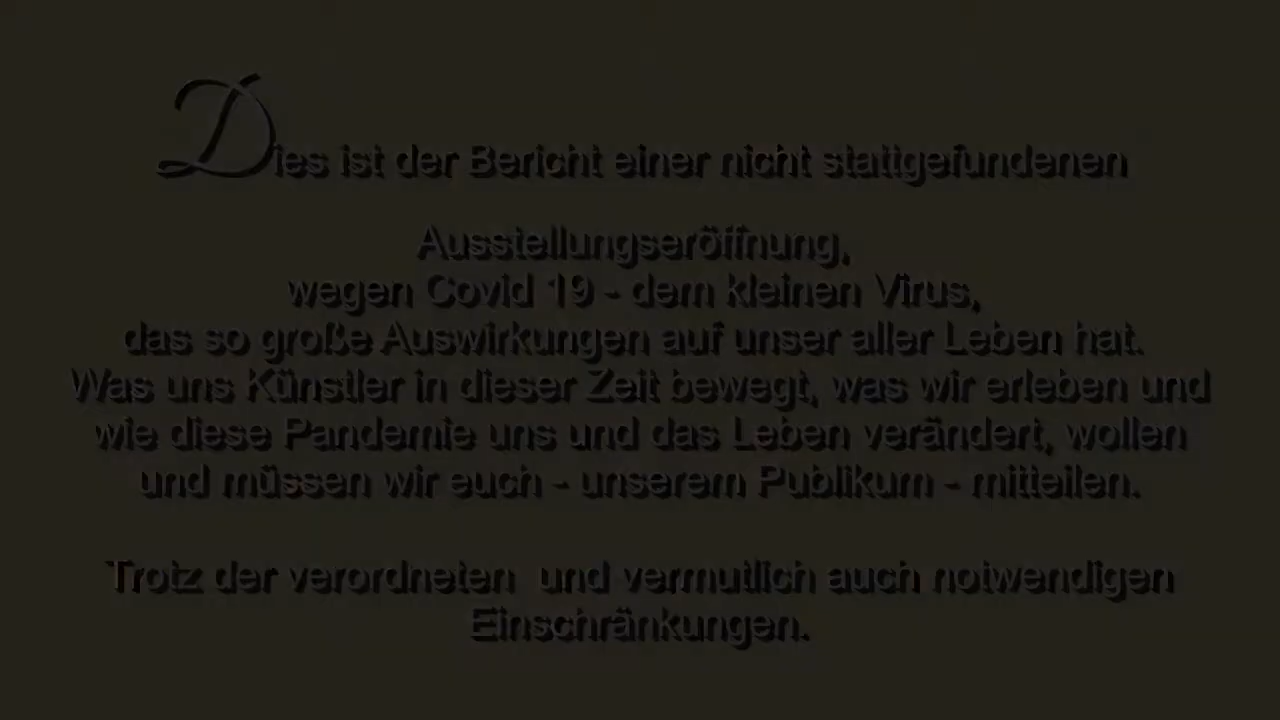 Dies ist der Bericht einer nicht stattgefundenen
Ausstellungseröffnung,
wegen Covid 19 - dem kleinen Virus,
das so große Auswirkungen auf unser aller Leben hat.
Was uns Künstler in dieser Zeit bewegt, was wir erleben und
wie diese Pandemie uns und das Leben verändert, wollen
und müssen wir euch - unserem Publikum - mitteilen.
Trotz der verordneten  und vermutlich auch notwendigen
Einschränkungen.